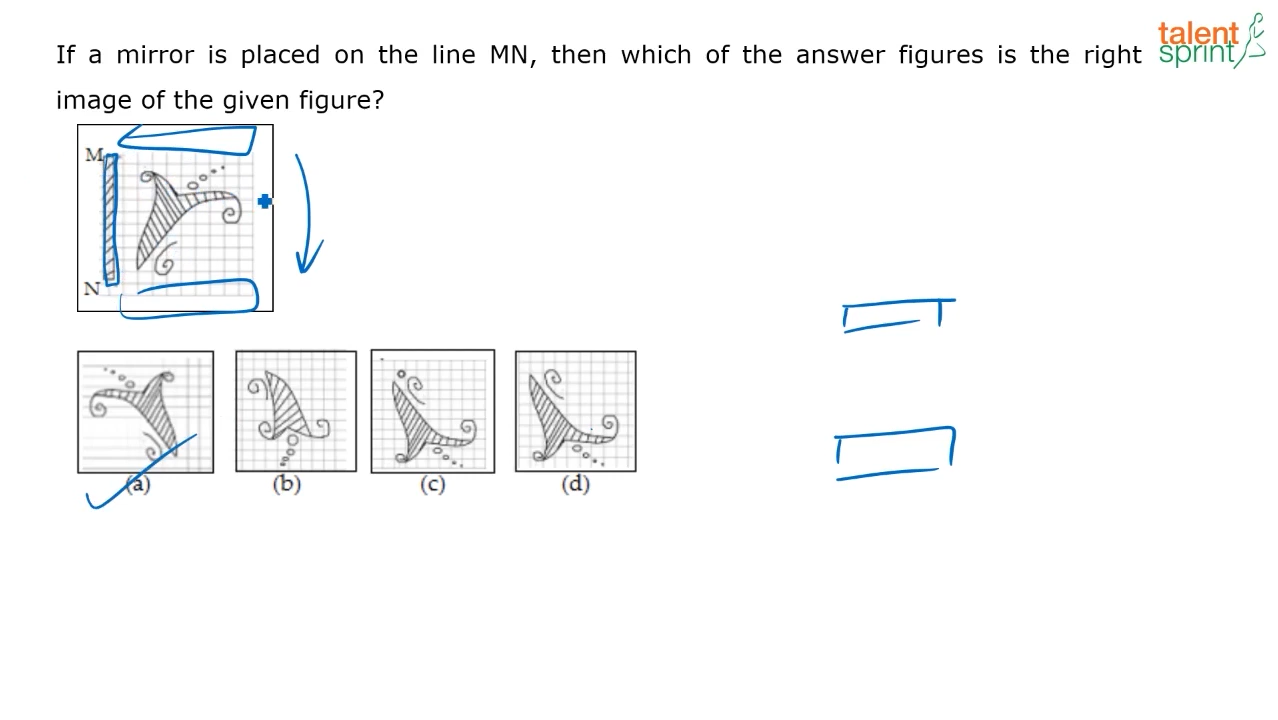 If a mirror is placed on the line MN, then which of the answer figures is the right
image of the given figure?
talent
sprint
M
N
(a) (b) (c) (d)